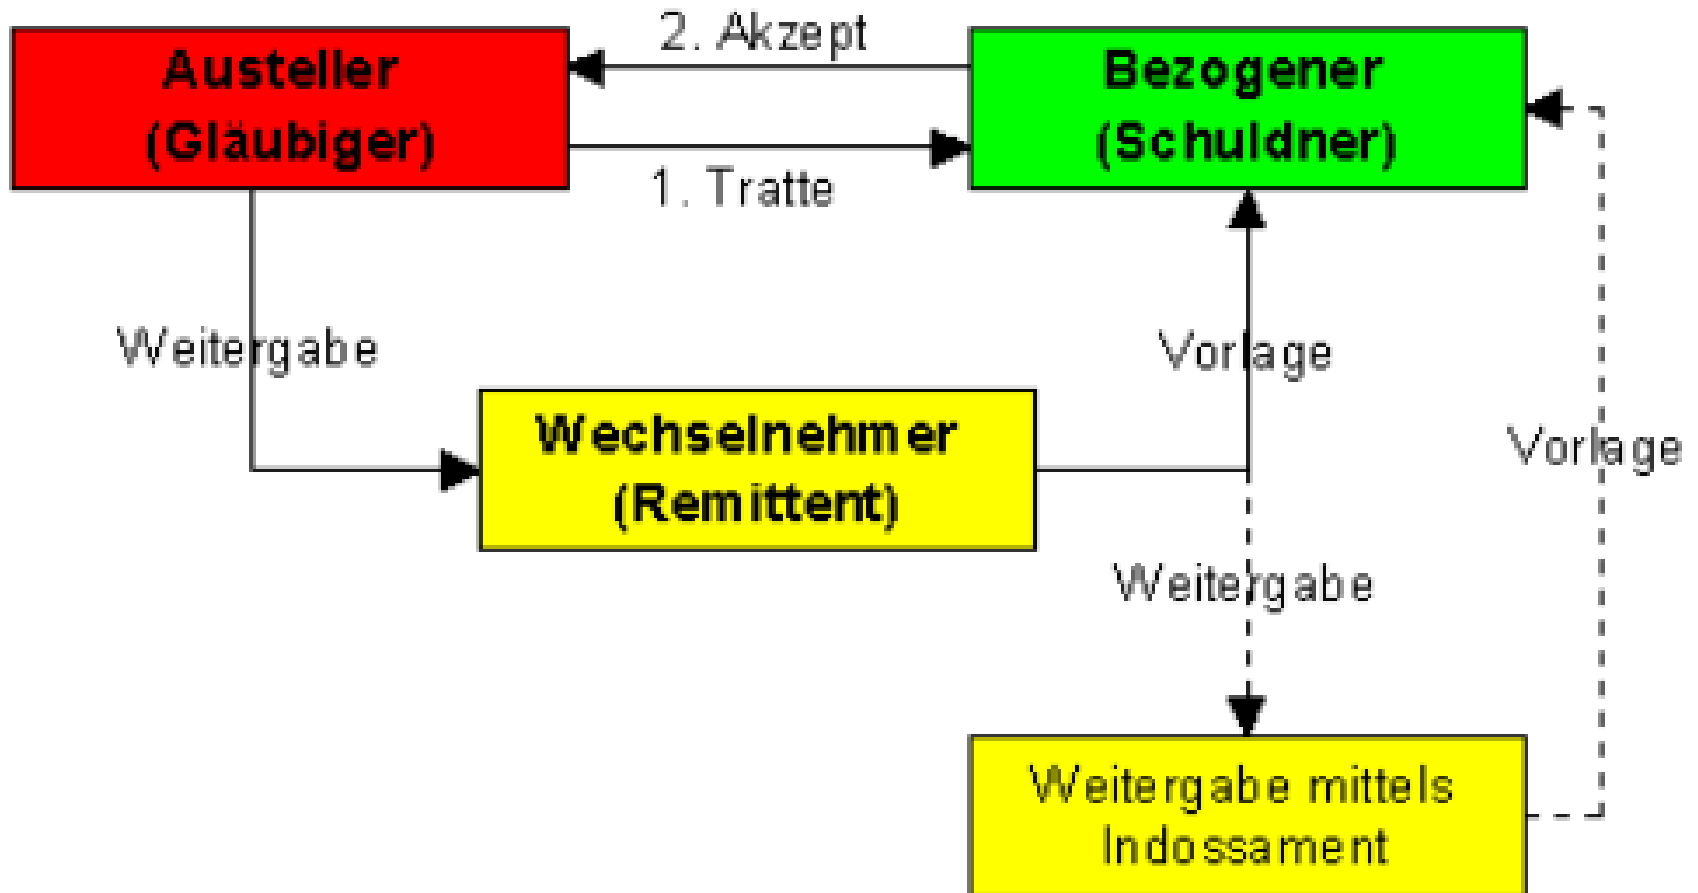 2. Akzept
Austeller
(Gläubiger)
Bezogener
(Schuldner)
1. Tratte
Weitergabe
Vorlage
Wechselnehmer
(Remittent)
Vorlage
Weitergabe
Weitergabe mittels
Indossament